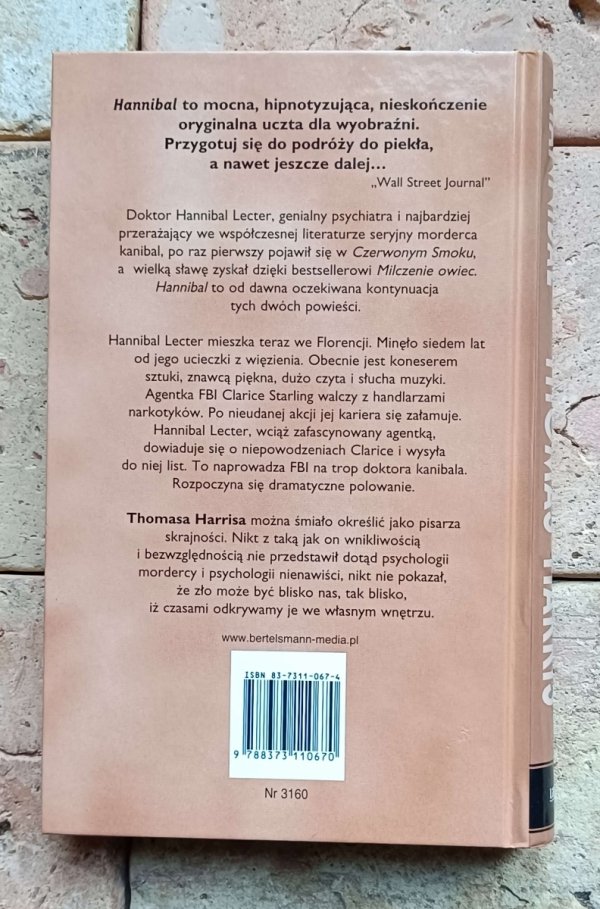 Hannibal to mocna, hipnotyzująca, nieskończenie
oryginalna uczta dla wyobraźni.
Przygotuj się do podróży do piekła,
a nawet jeszcze dalej...
„Wall Street Journal”
Doktor Hannibal Lecter, genialny psychiatra i najbardziej
przerażający we współczesnej literaturze seryjny morderca
kanibal, po raz pierwszy pojawił się w Czerwonym Smoku,
a wielką sławę zyskał dzięki bestsellerowi Milczenie owiec.
Hannibal to od dawna oczekiwana kontynuacja
tych dwóch powieści.
Hannibal Lecter mieszka teraz we Florencji. Minęło siedem lat
od jego ucieczki z więzienia. Obecnie jest koneserem
sztuki, znawcą piękna, dużo czyta i słucha muzyki.
Agentka FBI Clarice Starling walczy z handlarzami
narkotyków. Po nieudanej akcji jej kariera się załamuje.
Hannibal Lecter, wciąż zafascynowany agentką,
dowiaduje się o niepowodzeniach Clarice i wysyła
do niej list. To naprowadza FBI na trop doktora kanibala.
Rozpoczyna się dramatyczne polowanie.
Thomasa Harrisa można śmiało określić jako pisarza
skrajności. Nikt z taką jak on wnikliwością
i bezwzględnością nie przedstawił dotąd psychologii
mordercy i psychologii nienawiści, nikt nie pokazał,
że zło może być blisko nas, tak blisko,
iż czasami odkrywamy je we własnym wnętrzu.
www.bertelsmann-media.pl
ISBN 83-7311-067-4
9 788373 110670
Nr 3160
THOMAS HARRIS